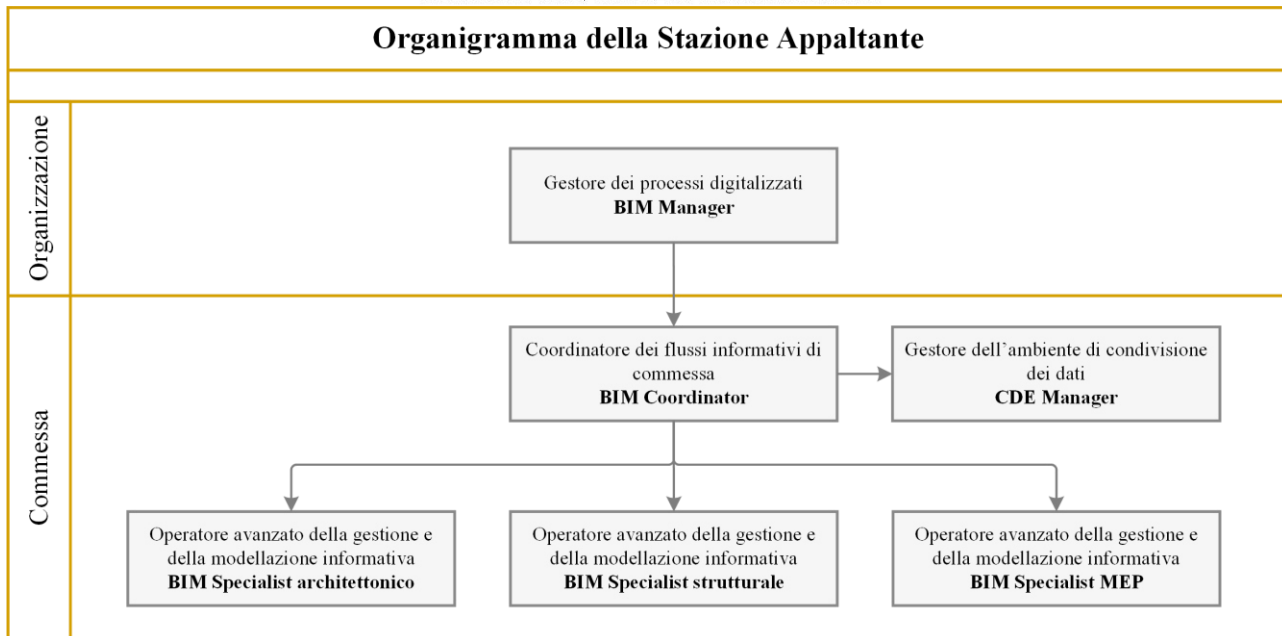 Organigramma della Stazione Appaltante
Organizzazione
Gestore dei processi digitalizzati
BIM Manager
Commessa
Coordinatore dei flussi informativi di
commessa
BIM Coordinator
Gestore dell’ambiente di condivisione
dei dati
CDE Manager
Operatore avanzato della gestione e
della modellazione informativa
BIM Specialist architettonico
Operatore avanzato della gestione e
della modellazione informativa
BIM Specialist strutturale
Operatore avanzato della gestione e
della modellazione informativa
BIM Specialist MEP